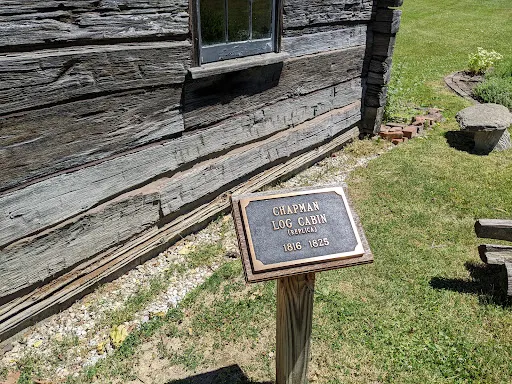 CHAPMAN
LOG CABIN
(REPLICA)
1816 1825